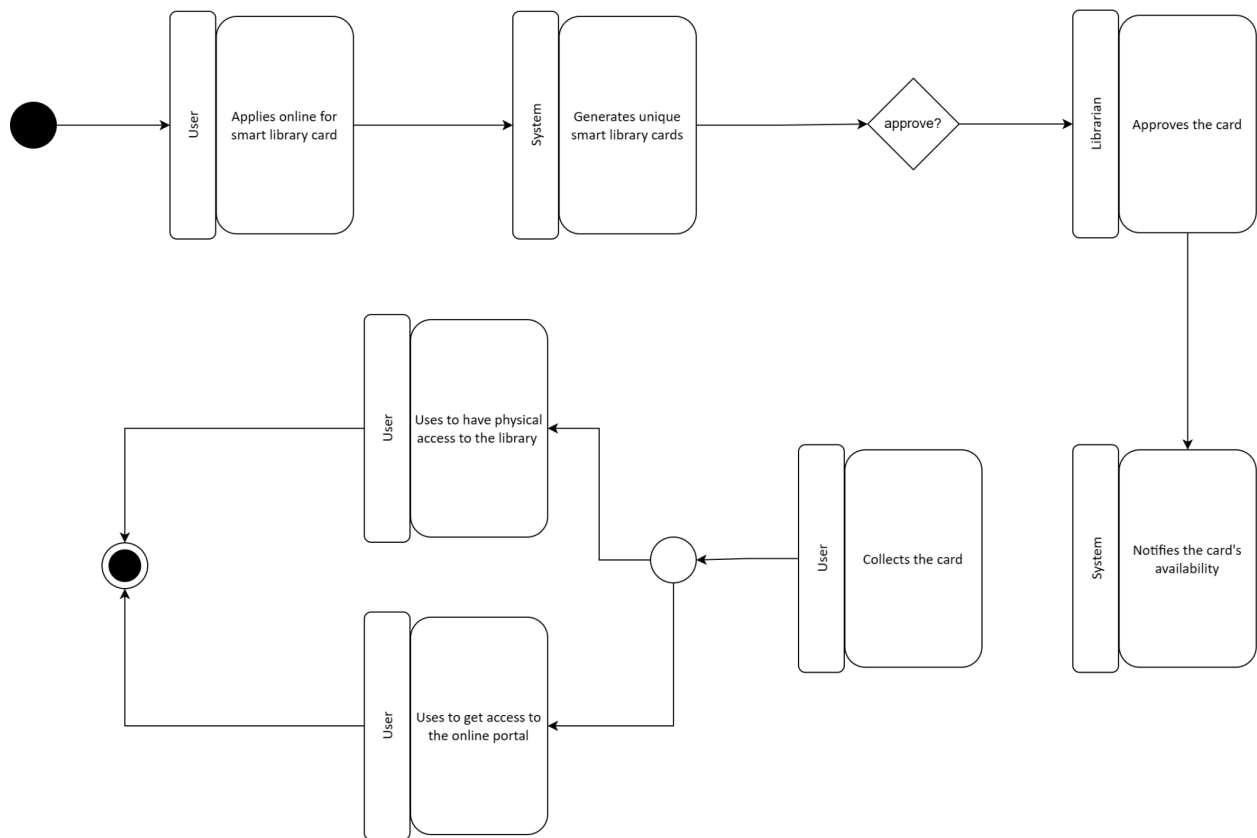 User
Applies online for
smart library card
System
Generates unique
smart library cards
approve?
Librarian
Approves the card
User
Uses to have physical
access to the library
User
Collects the card
System
Notifies the card's
availability
User
Uses to get access to
the online portal